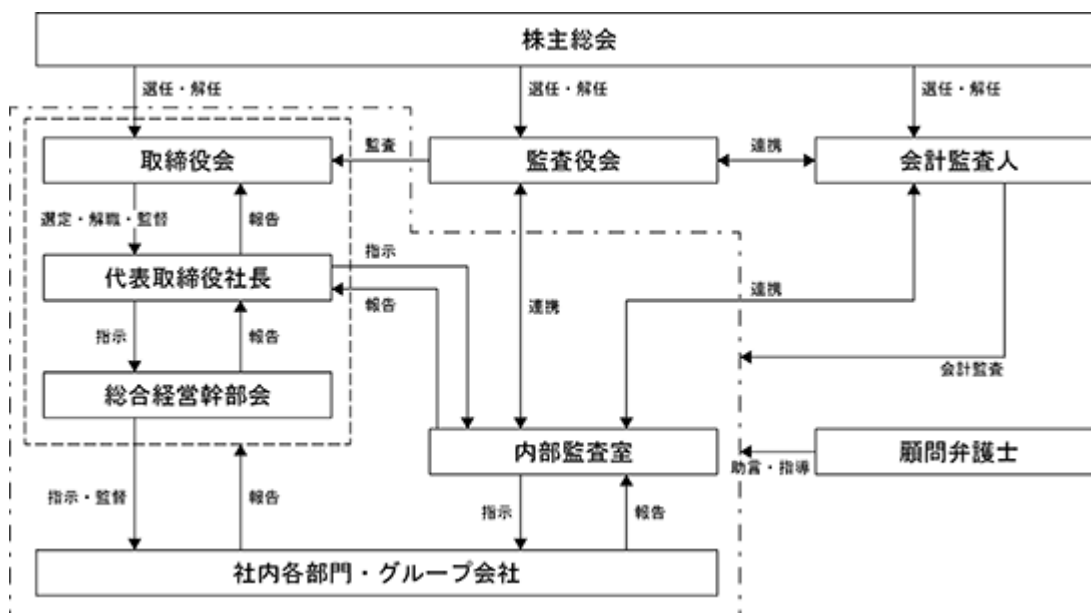 株主総会
選任・解任
選任・解任
選任・解任
取締役会
監査
監査役会
連携
会計監査人
選定・解職・監督
報告
代表取締役社長
指示
報告
連携
連携
指示
報告
会計監査
総合経営幹部会
内部監査室
顧問弁護士
助言・指導
指示・監督
報告
指示
報告
社内各部門・グループ会社